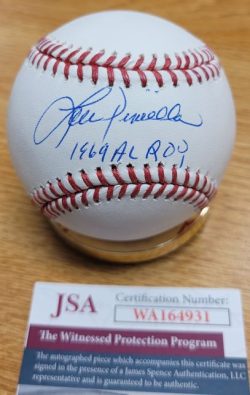 Lou Piniella
1969 AL ROY
JSA
Certification Number:
WA164931
The Witnessed Protection Program
The autographed piece which accompanies this certificate was
signed in the presence of a James Spence Authentication, LLC
representative and is guaranteed to be authentic.